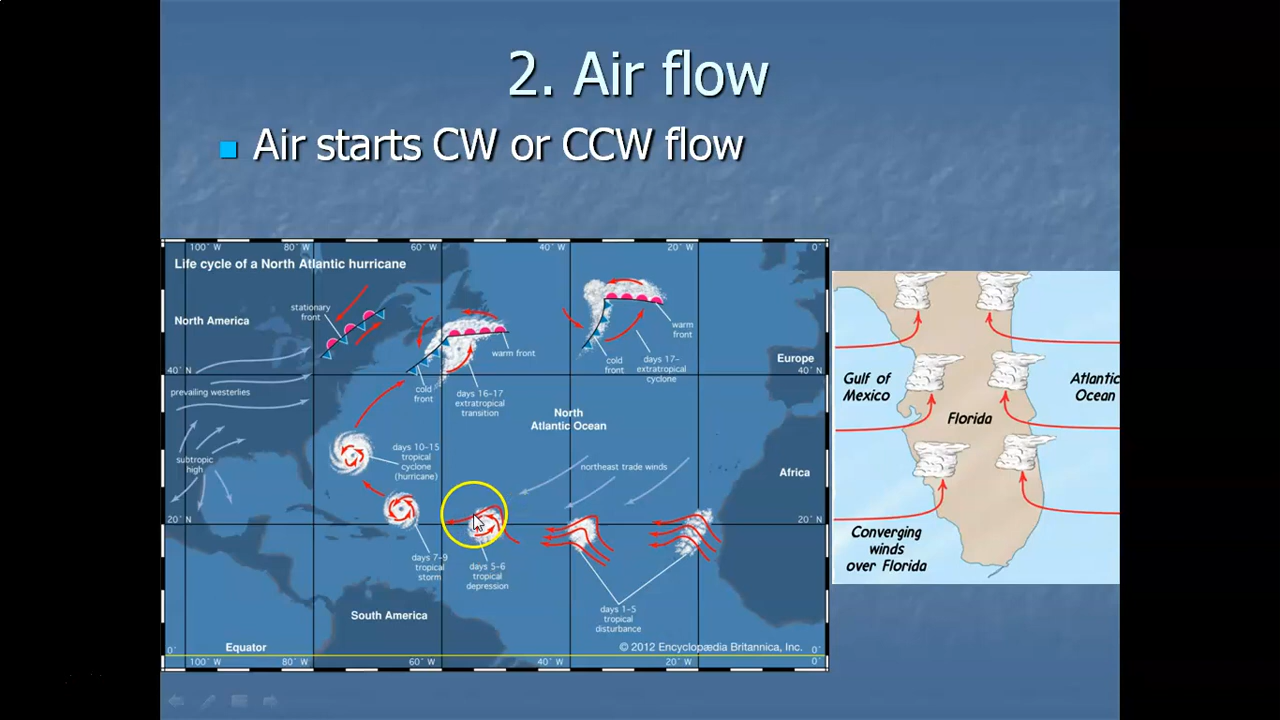 2. Air flow
Air starts CW or CCW flow
100° W
80° W
60° W
40° W
20° W
0°
Life cycle of a North Atlantic hurricane
stationary
front
North America
warm front
warm
front
cold
front
days 17–
extratropical
cyclone
Europe
40° N
40° N
prevailing westerlies
cold
front
days 16–17
extratropical
transition
North
Atlantic Ocean
subtropic
high
days 10–15
tropical
cyclone
(hurricane)
northeast trade winds
Africa
20° N
20° N
days 7–9
tropical
storm
days 5–6
tropical
depression
days 1–5
tropical
disturbance
South America
Equator
© 2012 Encyclopædia Britannica, Inc.
0°
0°
100° W
80° W
60° W
40° W
20° W
0°
Gulf of
Mexico
Atlantic
Ocean
Florida
Converging
winds
over Florida